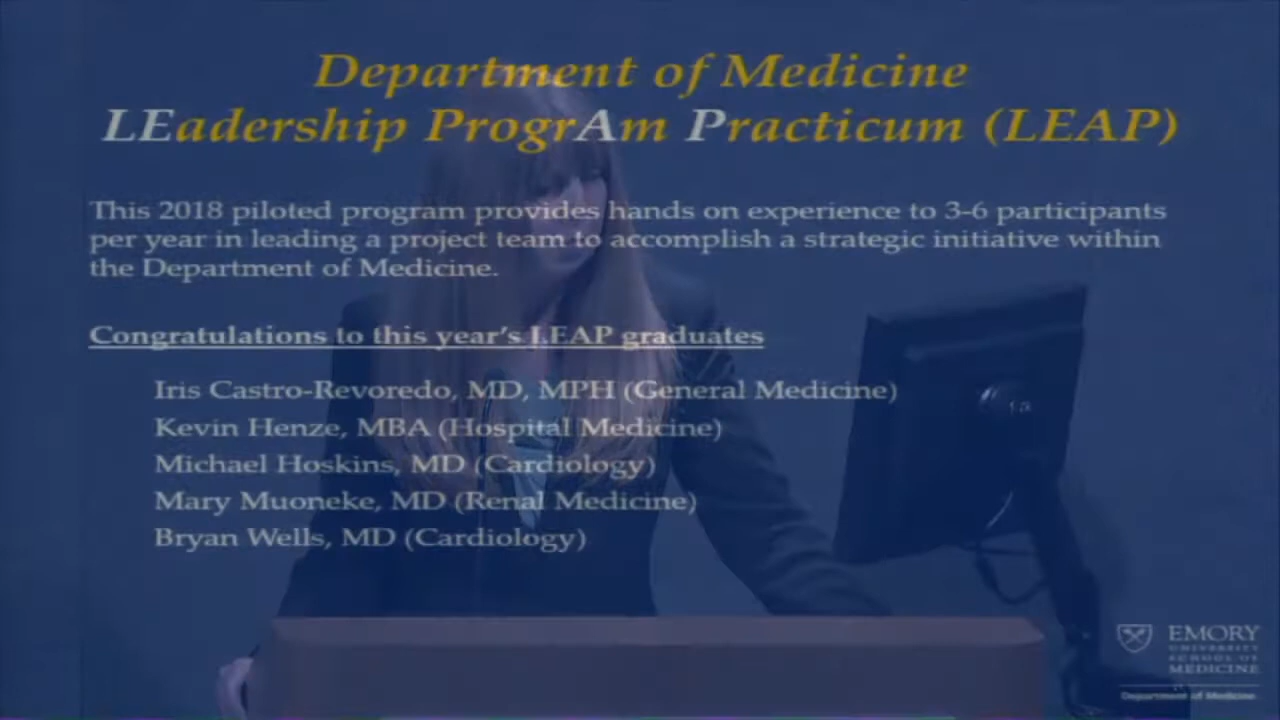 Department of Medicine
LEadership ProgrAm Practicum (LEAP)
This 2018 piloted program provides hands on experience to 3-6 participants
per year in leading a project team to accomplish a strategic initiative within
the Department of Medicine.
Congratulations to this year's LEAP graduates
Iris Castro-Revoredo, MD, MPH (General Medicine)
Kevin Henze, MBA (Hospital Medicine)
Michael Hoskins, MD (Cardiology)
Mary Muoneke, MD (Renal Medicine)
Bryan Wells, MD (Cardiology)
EMORY
UNIVERSITY
SCHOOL OF
MEDICINE
Department of Medicine